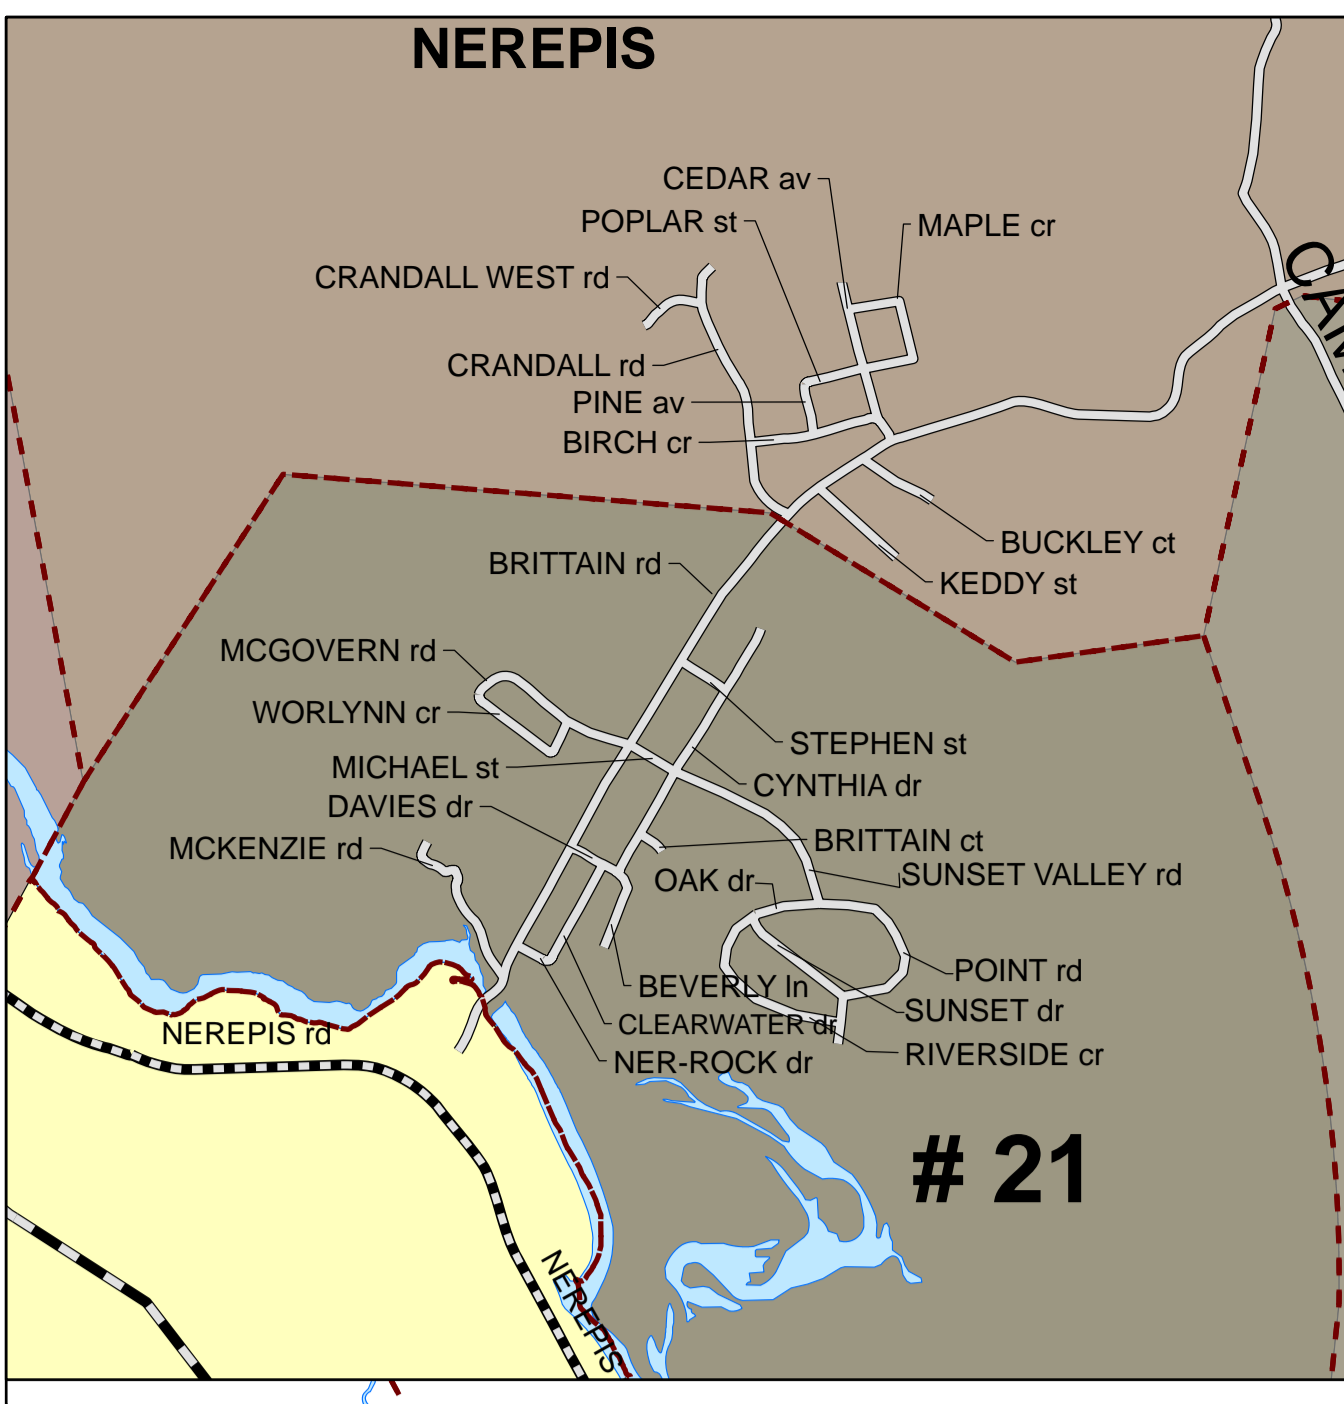 NEREPIS
CEDAR av
POPLAR st
MAPLE cr
CRANDALL WEST rd
CRANDALL rd
PINE av
BIRCH cr
BUCKLEY ct
BRITTAIN rd
KEDDY st
MCGOVERN rd
WORLYNN cr
STEPHEN st
MICHAEL st
CYNTHIA dr
DAVIES dr
BRITTAIN ct
MCKENZIE rd
SUNSET VALLEY rd
OAK dr
POINT rd
BEVERLY ln
SUNSET dr
CLEARWATER dr
NEREPIS rd
RIVERSIDE cr
NER-ROCK dr
# 21
NEREPIS